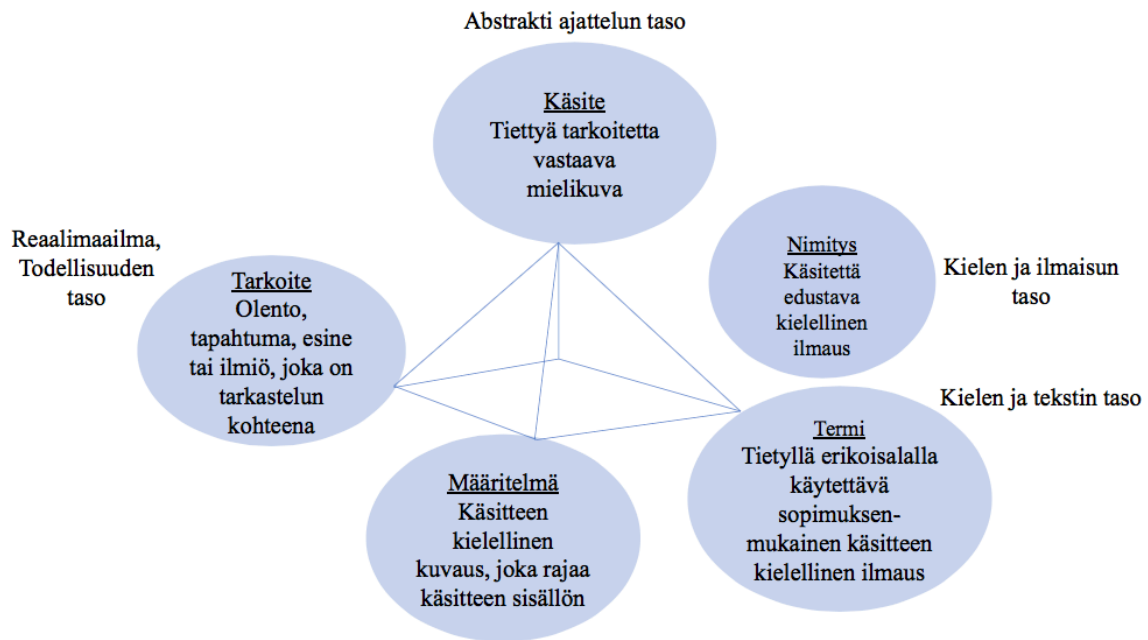 Abstrakti ajattelun taso
Käsite
Tiettyä tarkoitetta
vastaava
mielikuva
Reaalimaailma,
Todellisuuden
taso
Tarkoite
Olento,
tapahtuma, esine
tai ilmiö, joka on
tarkastelun
kohteena
Nimitys
Käsitettä
edustava
kielellinen
ilmaus
Kielen ja ilmaisun
taso
Kielen ja tekstin taso
Termi
Tietyllä erikoisalalla
käytettävä
sopimuksen-
mukainen käsitteen
kielellinen ilmaus
Määritelmä
Käsitteen
kielellinen
kuvaus, joka rajaa
käsitteen sisällön